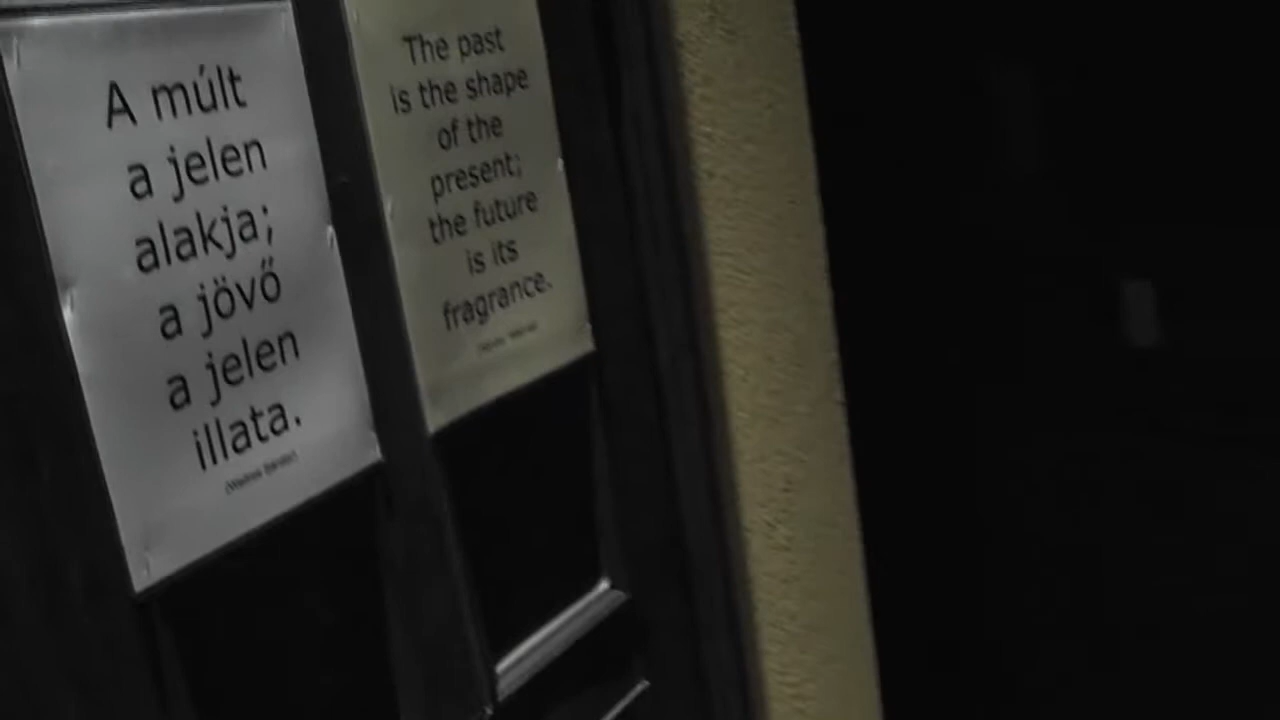 A múlt
a jelen
alakja;
a jövő
a jelen
illata.
The past
is the shape
of the
present;
the future
is its
fragrance.